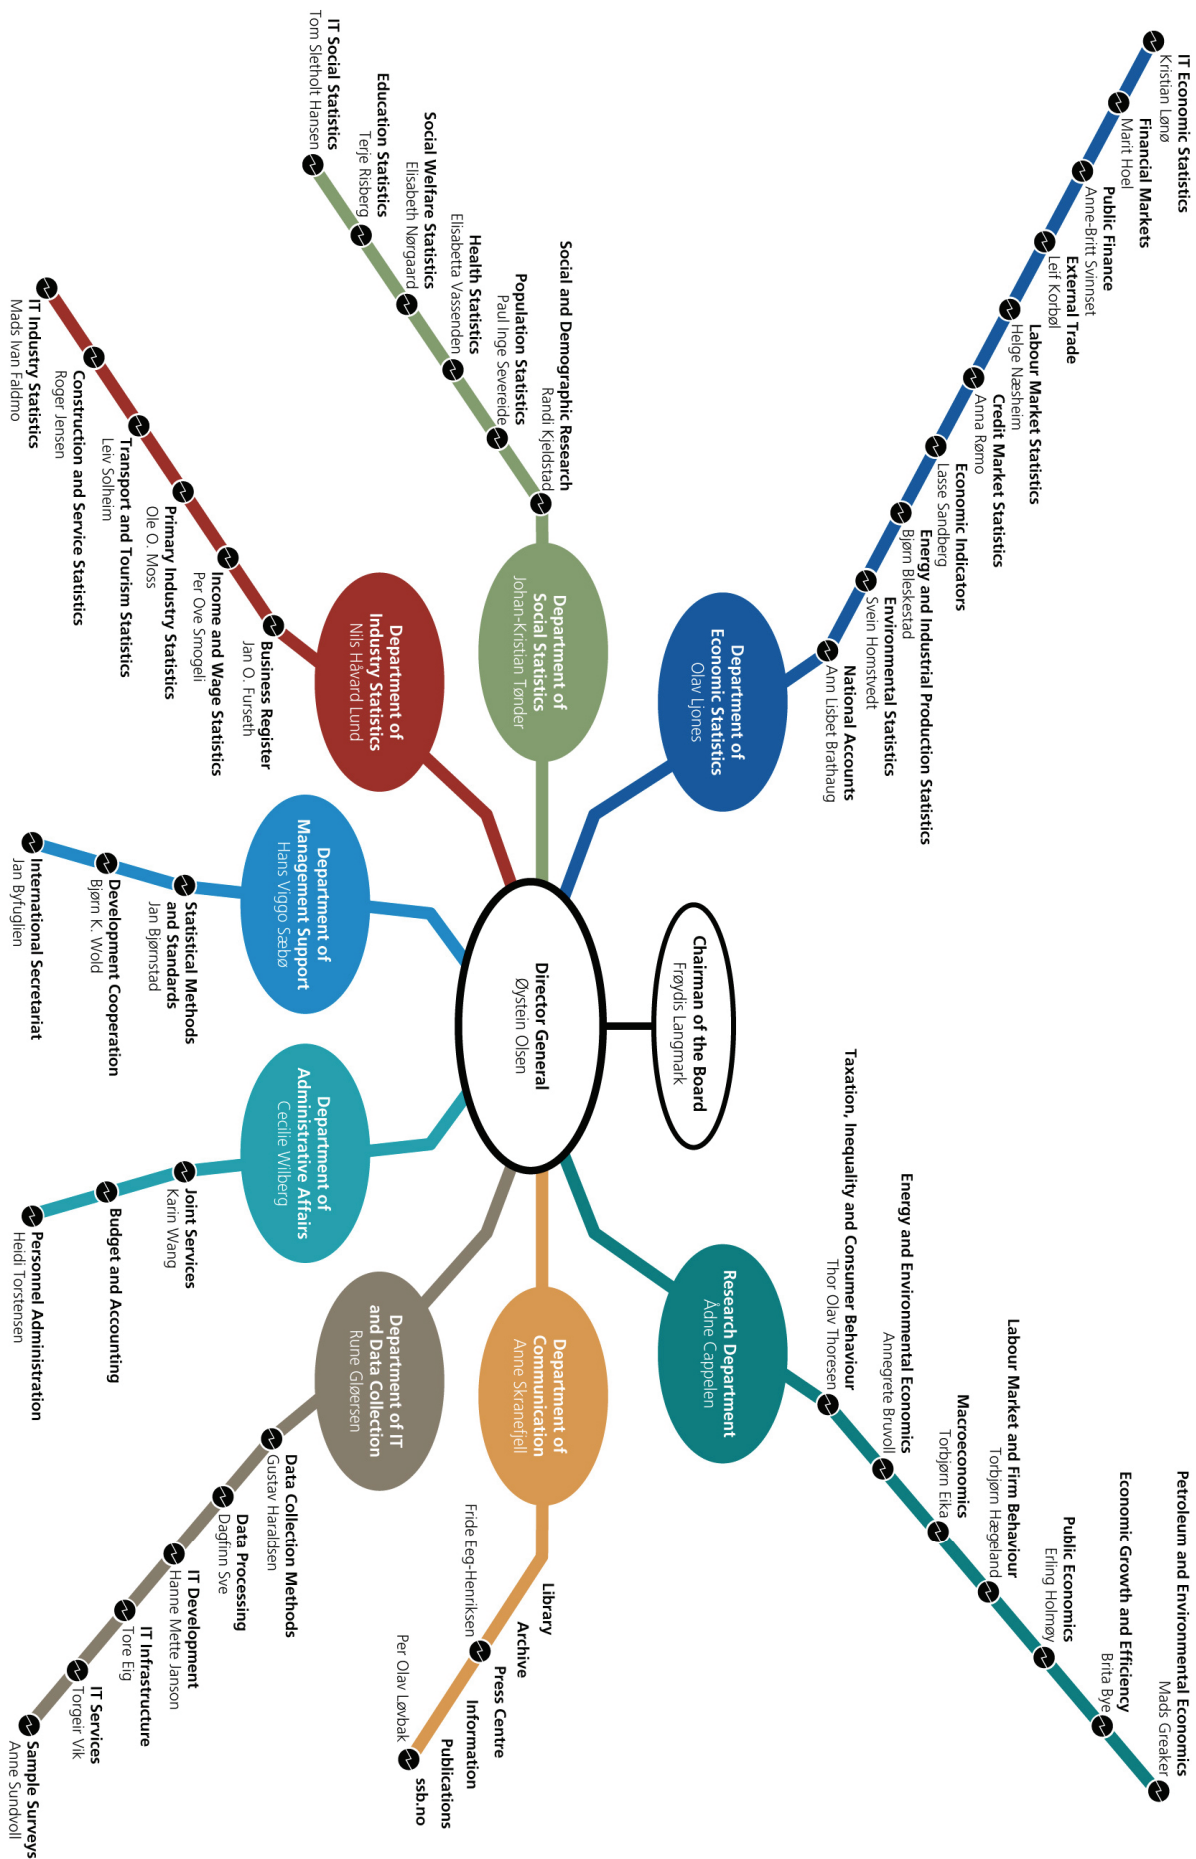 Chairman of the Board
Frøydis Langmark
Director General
Øystein Olsen
Department of
Economic Statistics
Olav Ljones
IT Economic Statistics
Kristian Lønø
Financial Markets
Marit Hoel
Public Finance
Anne-Britt Svinnset
External Trade
Leif Korbøl
Labour Market Statistics
Helge Næsheim
Credit Market Statistics
Anna Rømo
Economic Indicators
Lasse Sandberg
Energy and Industrial Production Statistics
Bjørn Bleskestad
Environmental Statistics
Svein Homstvedt
National Accounts
Ann Lisbet Brathaug
Department of
Social Statistics
Johan-Kristian Tønder
IT Social Statistics
Tom Sletholt Hansen
Education Statistics
Terje Risberg
Social Welfare Statistics
Elisabeth Nørgaard
Health Statistics
Elisabetta Vassenden
Population Statistics
Paul Inge Severeide
Social and Demographic Research
Randi Kjeldstad
Department of
Industry Statistics
Nils Håvard Lund
IT Industry Statistics
Mads Ivan Faldmo
Construction and Service Statistics
Roger Jensen
Transport and Tourism Statistics
Leiv Solheim
Primary Industry Statistics
Ole O. Moss
Income and Wage Statistics
Per Ove Smogeli
Business Register
Jan O. Furseth
Department of
Management Support
Hans Viggo Sæbø
Statistical Methods
and Standards
Jan Bjørnstad
Development Cooperation
Bjørn K. Wold
International Secretariat
Jan Byfuglien
Department of
Administrative Affairs
Cecilie Wilberg
Joint Services
Karin Wang
Budget and Accounting
Personnel Administration
Heidi Torstensen
Department of IT
and Data Collection
Rune Gløersen
Data Collection Methods
Gustav Haraldsen
Data Processing
Dagfinn Sve
IT Development
Hanne Mette Janson
IT Infrastructure
Tore Eig
IT Services
Torgeir Vik
Sample Surveys
Anne Sundvoll
Department of
Communication
Anne Skranefjell
Library
Archive
Fride Eeg-Henriksen
Press Centre
Information
Publications
Per Olav Løvbak
ssb.no
Research Department
Ådne Cappelen
Taxation, Inequality and Consumer Behaviour
Thor Olav Thoresen
Energy and Environmental Economics
Annegrete Bruvoll
Macroeconomics
Torbjørn Eika
Labour Market and Firm Behaviour
Torbjørn Hægeland
Public Economics
Erling Holmøy
Economic Growth and Efficiency
Brita Bye
Petroleum and Environmental Economics
Mads Greaker